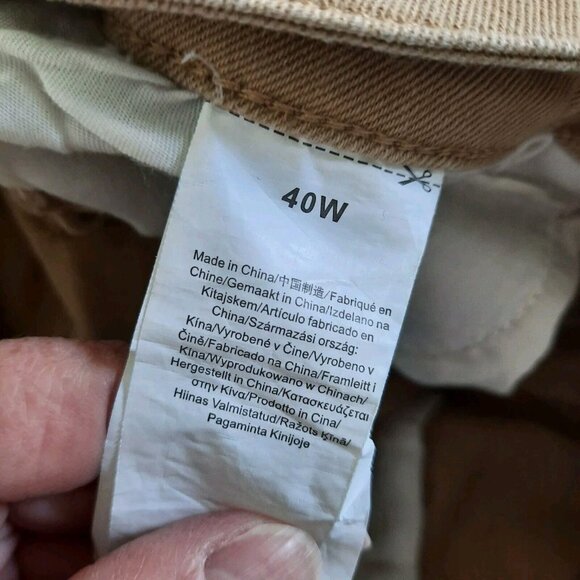 40W
Made in China/中国制造/Fabriqué en
Chine/Gemaakt in China/Izdelano na
Kitajskem/Artículo fabricado en
China/Származási ország:
Kína/Vyrobené v Číne/Vyrobeno v
Číně/Fabricado na China/Framleitt i
Kína/Wyprodukowano w Chinach/
Hergestellt in China/Κατασκευάζεται
στην Κίνα/Prodotto in Cina/
Hiinas Valmistatud/Ražots Ķīnā/
Pagaminta Kinijoje